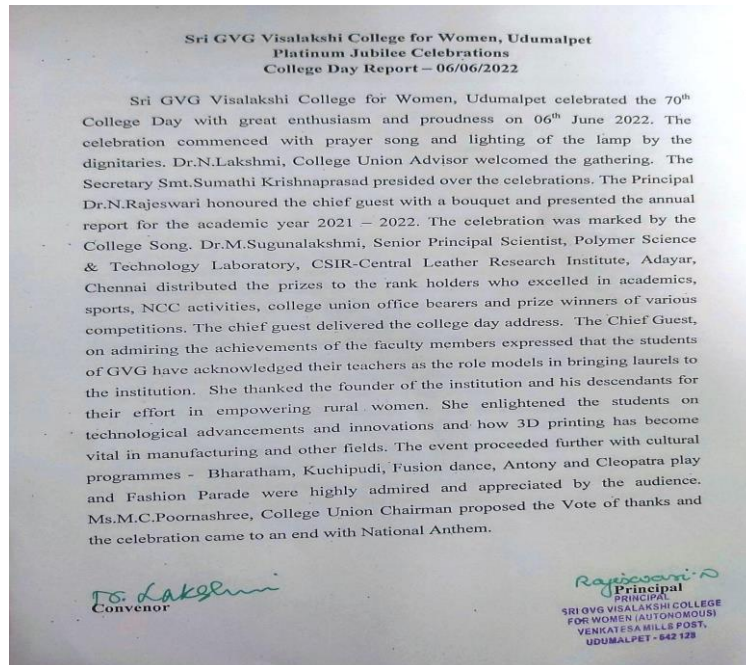 Sri GVG Visalakshi College for Women, Udumalpet
Platinum Jubilee Celebrations
College Day Report – 06/06/2022
Sri GVG Visalakshi College for Women, Udumalpet celebrated the 70th
College Day with great enthusiasm and proudness on 06th June 2022. The
celebration commenced with prayer song and lighting of the lamp by the
dignitaries. Dr.N.Lakshmi, College Union Advisor welcomed the gathering. The
Secretary Smt.Sumathi Krishnaprasad presided over the celebrations. The Principal
Dr.N.Rajeswari honoured the chief guest with a bouquet and presented the annual
report for the academic year 2021 – 2022. The celebration was marked by the
College Song. Dr.M.Sugunalakshmi, Senior Principal Scientist, Polymer Science
& Technology Laboratory, CSIR-Central Leather Research Institute, Adayar,
Chennai distributed the prizes to the rank holders who excelled in academics,
sports, NCC activities, college union office bearers and prize winners of various
competitions. The chief guest delivered the college day address. The Chief Guest,
on admiring the achievements of the faculty members expressed that the students
of GVG have acknowledged their teachers as the role models in bringing laurels to
the institution. She thanked the founder of the institution and his descendants for
their effort in empowering rural women. She enlightened the students on
technological advancements and innovations and how 3D printing has become
vital in manufacturing and other fields. The event proceeded further with cultural
programmes - Bharatham, Kuchipudi, Fusion dance, Antony and Cleopatra play
and Fashion Parade were highly admired and appreciated by the audience.
Ms.M.C.Poornashree, College Union Chairman proposed the Vote of thanks and
the celebration came to an end with National Anthem.
Lakshmi
Convenor
Rajeswari. N
Principal
PRINCIPAL
SRI GVG VISALAKSHI COLLEGE
FOR WOMEN (AUTONOMOUS)
VENKATESA MILLS POST,
UDUMALPET - 642 128